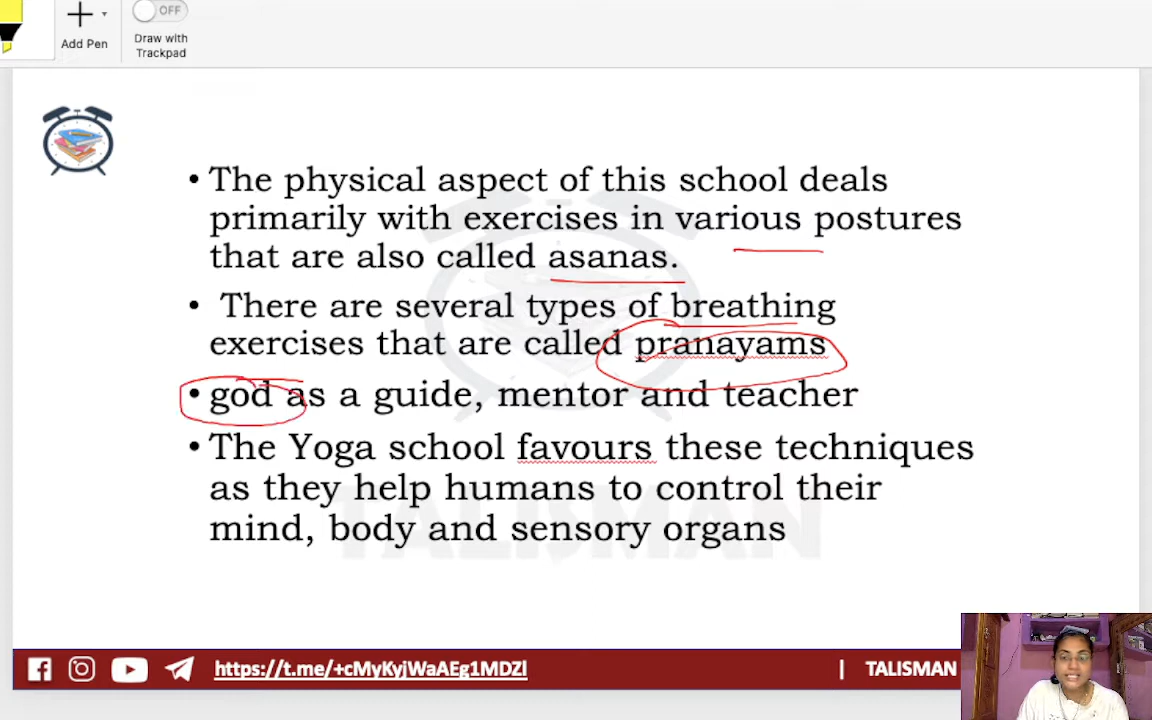 OFF
Add Pen
Draw with
Trackpad
• The physical aspect of this school deals
primarily with exercises in various postures
that are also called asanas.
• There are several types of breathing
exercises that are called pranayams
• god as a guide, mentor and teacher
• The Yoga school favours these techniques
as they help humans to control their
mind, body and sensory organs
TALISMAN
https://t.me/+cMyKyjWaAEg1MDZl
| TALISMAN